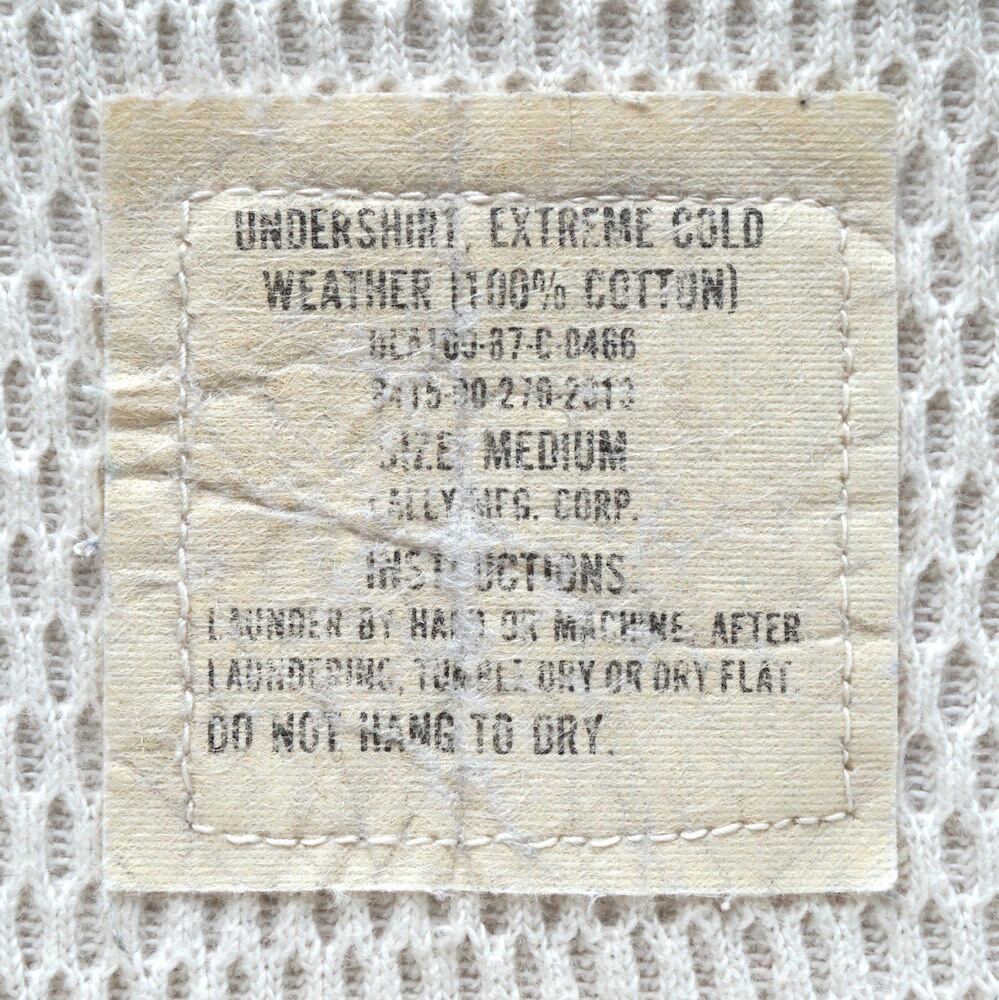 UNDERSHIRT, EXTREME COLD
WEATHER (100% COTTON)
DLA100-87-C-0466
8415-00-270-2013
SIZE MEDIUM
MFG. CORP.
INSTRUCTIONS.
LAUNDER BY HAND OR MACHINE. AFTER
LAUNDERING, TUMBLE DRY OR DRY FLAT.
DO NOT HANG TO DRY.